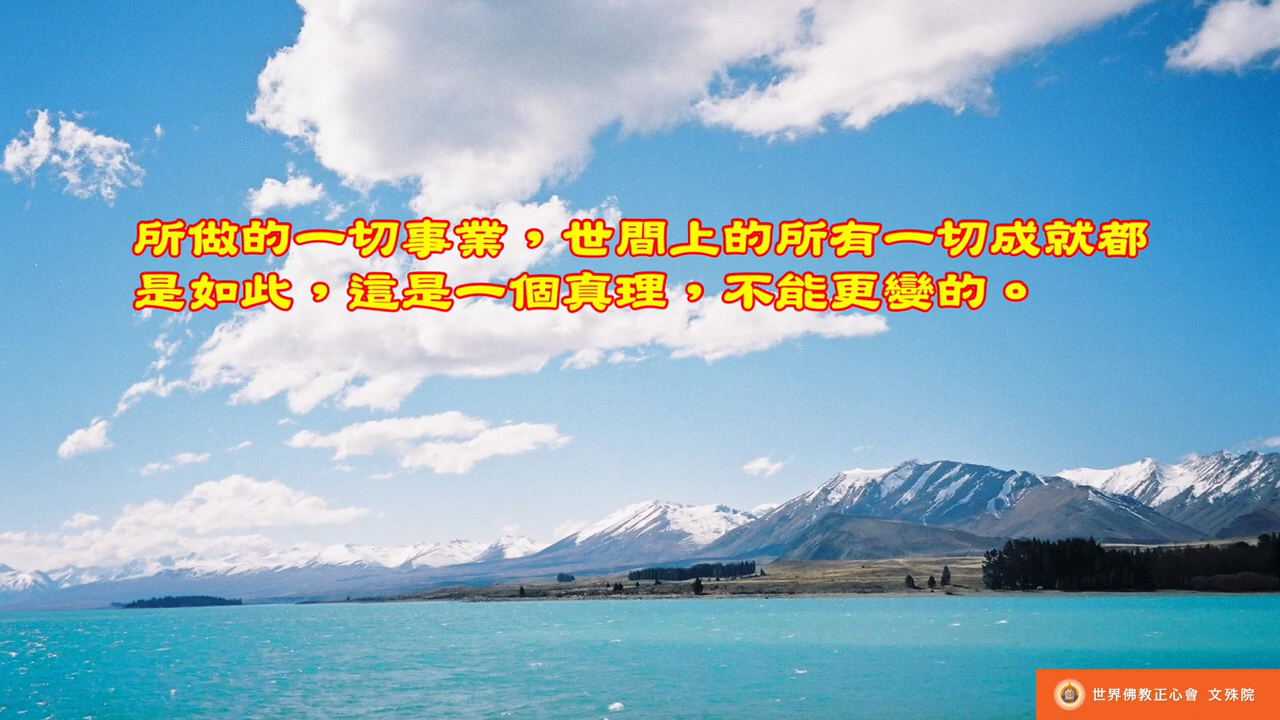 所做的一切事業，世間上的所有一切成就都
是如此，這是一個真理，不能更變的。
世界佛教正心會 文殊院